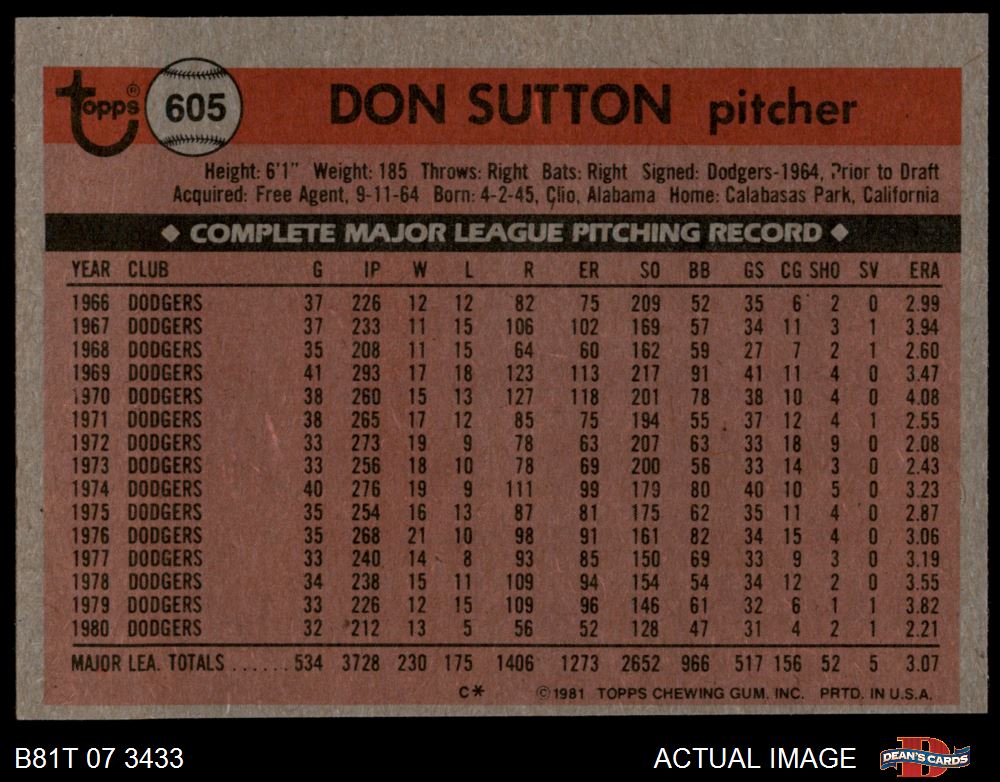 topps® 605 DON SUTTON pitcher
Height: 6'1" Weight: 185 Throws: Right Bats: Right Signed: Dodgers-1964, Prior to Draft
Acquired: Free Agent, 9-11-64 Born: 4-2-45, Clio, Alabama Home: Calabasas Park, California
◆ COMPLETE MAJOR LEAGUE PITCHING RECORD ◆
YEAR CLUB G IP W L R ER SO BB GS CG SHO SV ERA
1966 DODGERS 37 226 12 12 82 75 209 52 35 6 2 0 2.99
1967 DODGERS 37 233 11 15 106 102 169 57 34 11 3 1 3.94
1968 DODGERS 35 208 11 15 64 60 162 59 27 7 2 1 2.60
1969 DODGERS 41 293 17 18 123 113 217 91 41 11 4 0 3.47
1970 DODGERS 38 260 15 13 127 118 201 78 38 10 4 0 4.08
1971 DODGERS 38 265 17 12 85 75 194 55 37 12 4 1 2.55
1972 DODGERS 33 273 19 9 78 63 207 63 33 18 9 0 2.08
1973 DODGERS 33 256 18 10 78 69 200 56 33 14 3 0 2.43
1974 DODGERS 40 276 19 9 111 99 179 80 40 10 5 0 3.23
1975 DODGERS 35 254 16 13 87 81 175 62 35 11 4 0 2.87
1976 DODGERS 35 268 21 10 98 91 161 82 34 15 4 0 3.06
1977 DODGERS 33 240 14 8 93 85 150 69 33 9 3 0 3.19
1978 DODGERS 34 238 15 11 109 94 154 54 34 12 2 0 3.55
1979 DODGERS 33 226 12 15 109 96 146 61 32 6 1 1 3.82
1980 DODGERS 32 212 13 5 56 52 128 47 31 4 2 1 2.21
MAJOR LEA. TOTALS ...... 534 3728 230 175 1406 1273 2652 966 517 156 52 5 3.07
C* ©1981 TOPPS CHEWING GUM, INC. PRTD. IN U.S.A.
B81T 07 3433 ACTUAL IMAGE D DEAN'S CARDS